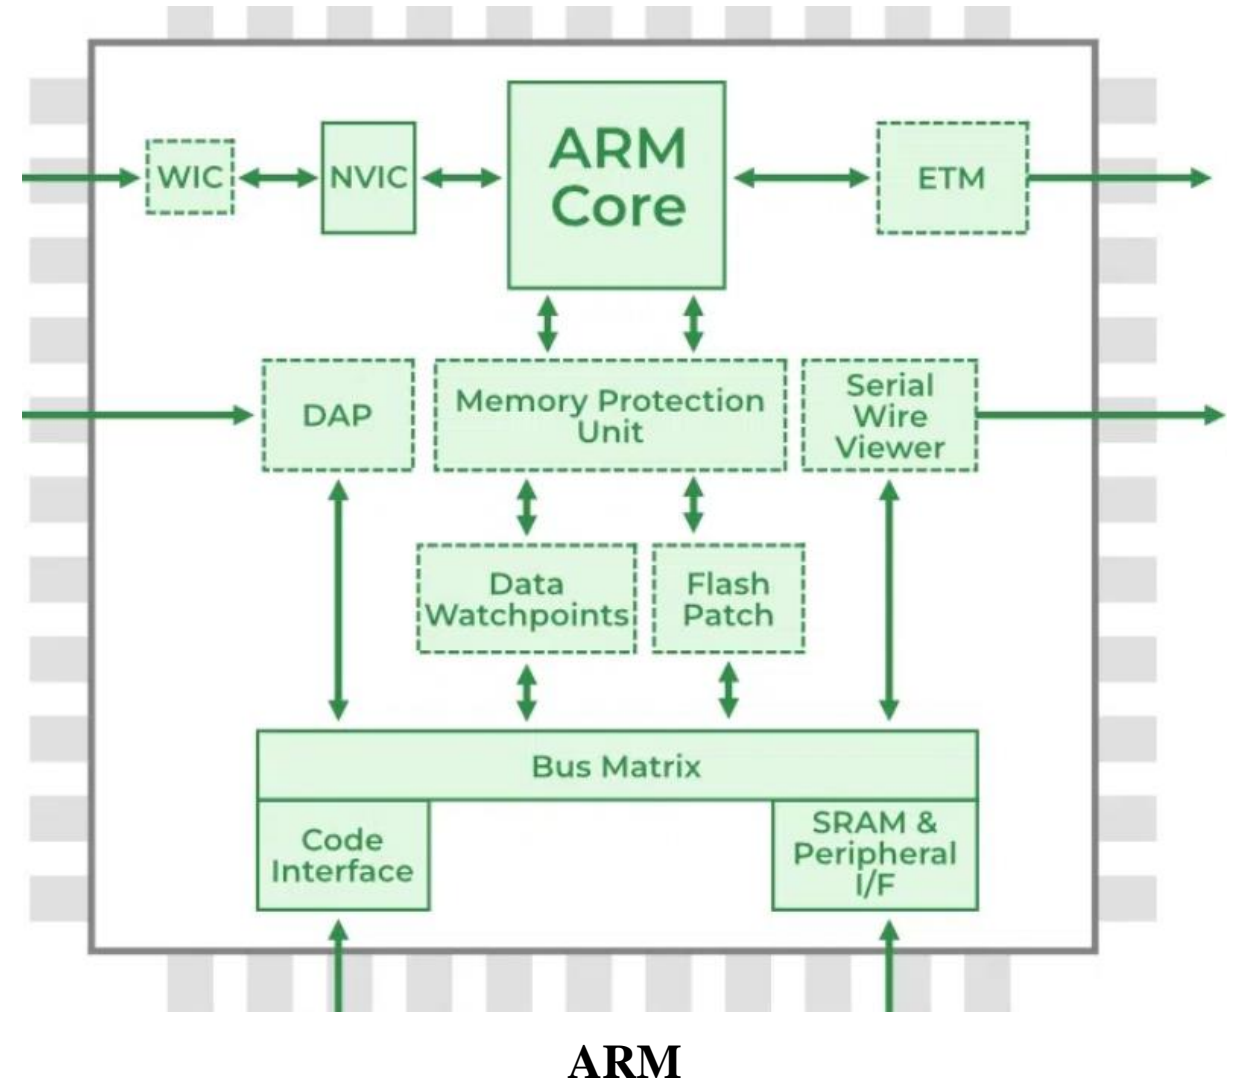 ARM
Core
WIC
NVIC
ETM
DAP
Memory Protection
Unit
Serial
Wire
Viewer
Data
Watchpoints
Flash
Patch
Bus Matrix
Code
Interface
SRAM &
Peripheral
I/F
ARM